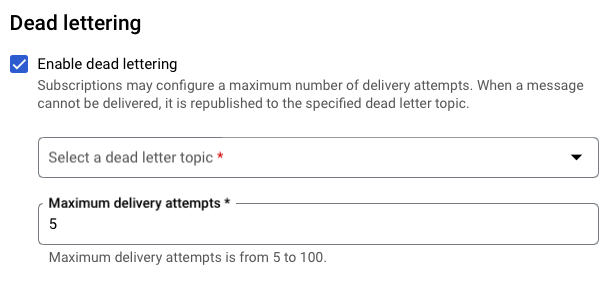 Dead lettering
Enable dead lettering
Subscriptions may configure a maximum number of delivery attempts. When a message
cannot be delivered, it is republished to the specified dead letter topic.
Select a dead letter topic *
Maximum delivery attempts *
5
Maximum delivery attempts is from 5 to 100.